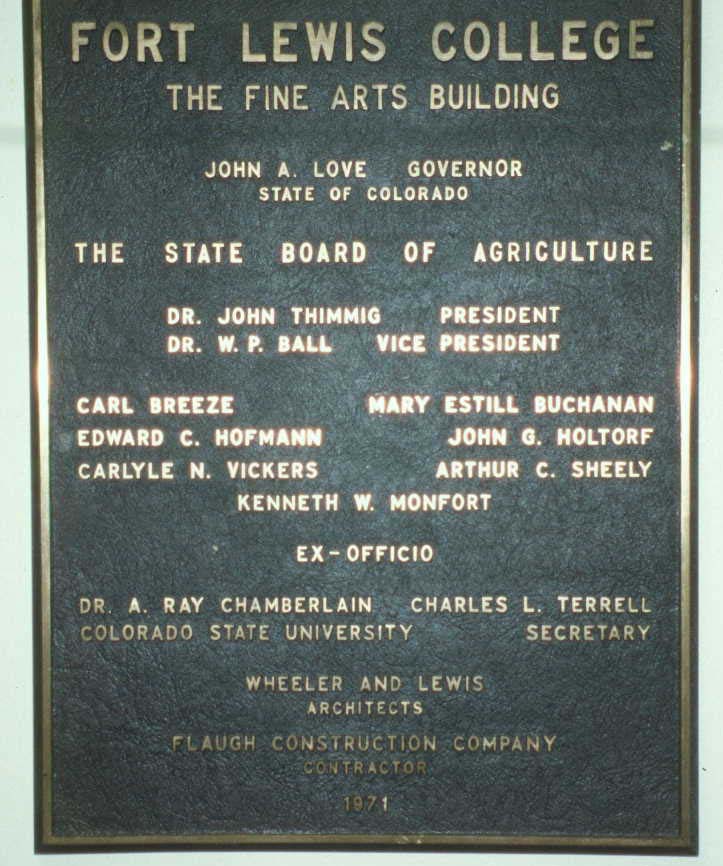 FORT LEWIS COLLEGE
THE FINE ARTS BUILDING
JOHN A. LOVE GOVERNOR
STATE OF COLORADO
THE STATE BOARD OF AGRICULTURE
DR. JOHN THIMMIG PRESIDENT
DR. W. P. BALL VICE PRESIDENT
CARL BREEZE MARY ESTILL BUCHANAN
EDWARD C. HOFMANN JOHN G. HOLTORF
CARLYLE N. VICKERS ARTHUR C. SHEELY
KENNETH W. MONFORT
EX-OFFICIO
DR. A. RAY CHAMBERLAIN CHARLES L. TERRELL
COLORADO STATE UNIVERSITY SECRETARY
WHEELER AND LEWIS
ARCHITECTS
FLAUGH CONSTRUCTION COMPANY
CONTRACTOR
1971